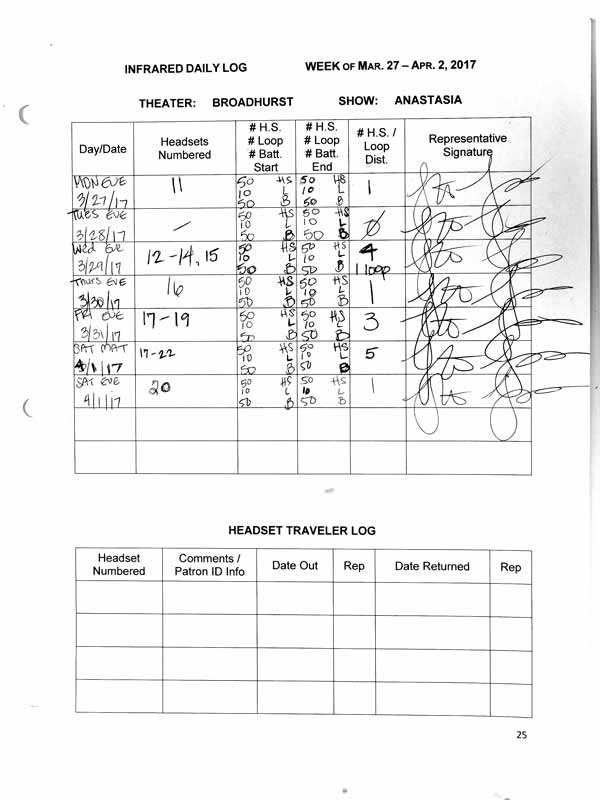 INFRARED DAILY LOG WEEK OF MAR. 27 – APR. 2, 2017
THEATER: BROADHURST SHOW: ANASTASIA
Day/Date
Headsets
Numbered
# H.S.
# Loop
# Batt.
Start
# H.S.
# Loop
# Batt.
End
# H.S. /
Loop
Dist.
Representative
Signature
MON EVE
3/27/17
11
50 HS
10 L
50 B
50 HS
10 L
50 B
1
TUES EVE
3/28/17
—
50 HS
10 L
50 B
50 HS
10 L
50 B
Ø
Wed Eve
3/29/17
12-14, 15
50 HS
10 L
50 B
50 HS
10 L
50 B
4
1 loop
Thurs EVE
3/30/17
16
50 HS
10 L
50 B
50 HS
10 L
50 B
1
FRI EVE
3/31/17
17-19
50 HS
10 L
50 B
50 HS
10 L
50 B
3
SAT MAT
4/1/17
17-22
50 HS
10 L
50 B
50 HS
10 L
50 B
5
SAT EVE
4/1/17
20
50 HS
10 L
50 B
50 HS
10 L
50 B
1
HEADSET TRAVELER LOG
Headset
Numbered
Comments /
Patron ID Info
Date Out
Rep
Date Returned
Rep
25